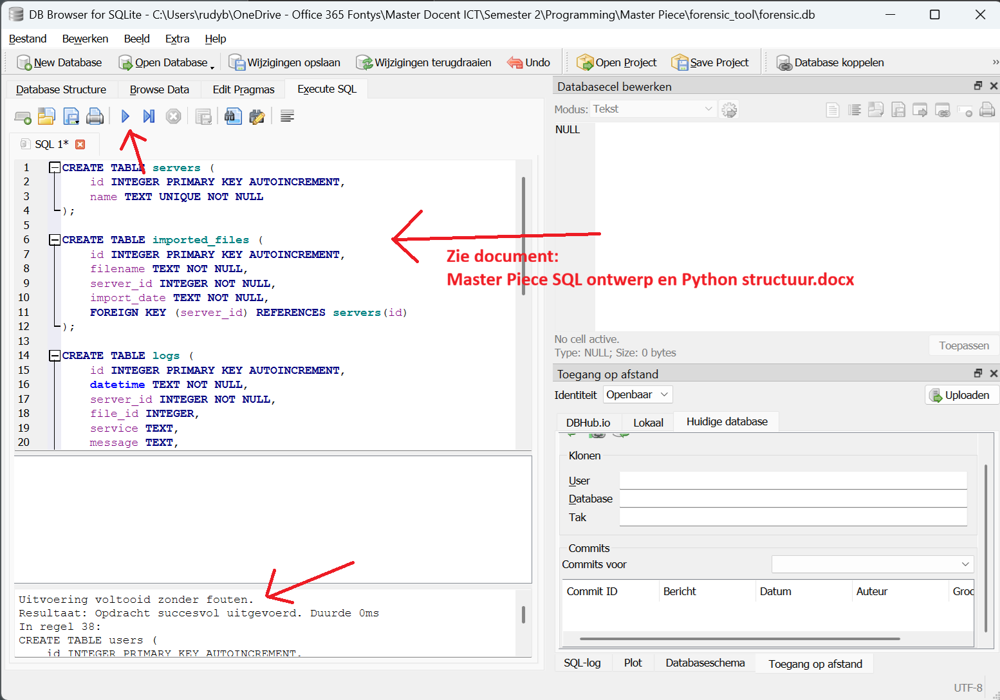 DB Browser for SQLite - C:\Users\rudyb\OneDrive - Office 365 Fontys\Master Docent ICT\Semester 2\Programming\Master Piece\forensic_tool\forensic.db
Bestand Bewerken Beeld Extra Help
New Database Open Database Wijzigingen opslaan Wijzigingen terugdraaien Undo Open Project Save Project Database koppelen »
Database Structure Browse Data Edit Pragmas Execute SQL
SQL 1*
1 CREATE TABLE servers (
2 id INTEGER PRIMARY KEY AUTOINCREMENT,
3 name TEXT UNIQUE NOT NULL
4 );
5
6 CREATE TABLE imported_files (
7 id INTEGER PRIMARY KEY AUTOINCREMENT,
8 filename TEXT NOT NULL,
9 server_id INTEGER NOT NULL,
10 import_date TEXT NOT NULL,
11 FOREIGN KEY (server_id) REFERENCES servers(id)
12 );
13
14 CREATE TABLE logs (
15 id INTEGER PRIMARY KEY AUTOINCREMENT,
16 datetime TEXT NOT NULL,
17 server_id INTEGER NOT NULL,
18 file_id INTEGER,
19 service TEXT,
20 message TEXT,
Zie document:
Master Piece SQL ontwerp en Python structuur.docx
Uitvoering voltooid zonder fouten.
Resultaat: Opdracht succesvol uitgevoerd. Duurde 0ms
In regel 38:
CREATE TABLE users (
id INTEGER PRIMARY KEY AUTOINCREMENT,
Databasecel bewerken
Modus: Tekst
NULL
No cell active.
Type: NULL; Size: 0 bytes
Toepassen
Toegang op afstand
Identiteit Openbaar Uploaden
DBHub.io Lokaal Huidige database
Klonen
User
Database
Tak
Commits
Commits voor
Commit ID Bericht Datum Auteur Groo
SQL-log Plot Databaseschema Toegang op afstand
UTF-8